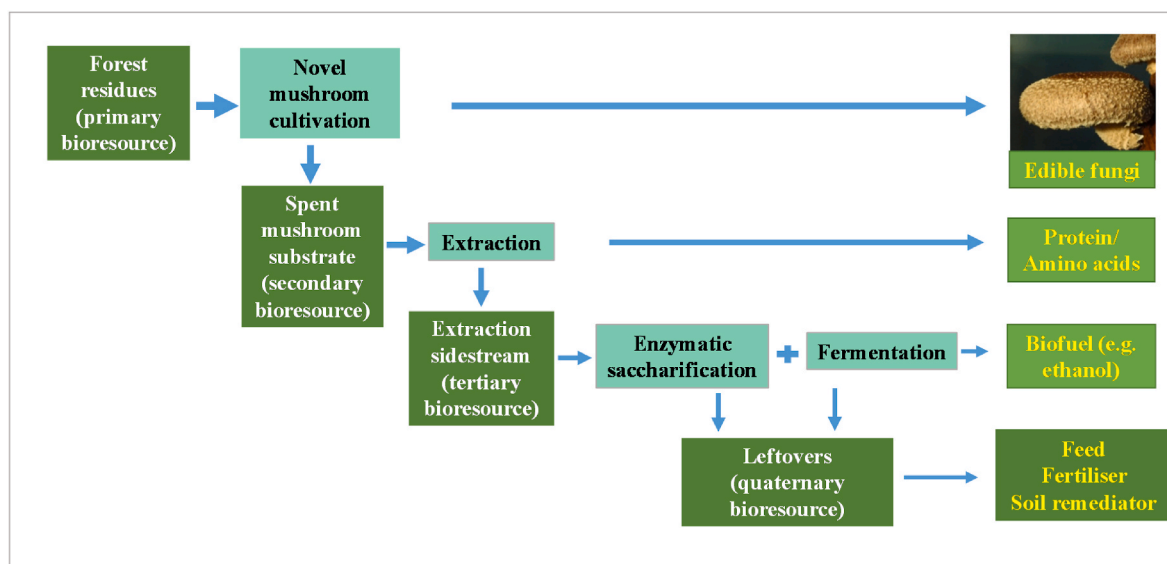 Forest
residues
(primary
bioresource)
Novel
mushroom
cultivation
Edible fungi
Spent
mushroom
substrate
(secondary
bioresource)
Extraction
Protein/
Amino acids
Extraction
sidestream
(tertiary
bioresource)
Enzymatic
saccharification
Fermentation
Biofuel (e.g.
ethanol)
Leftovers
(quaternary
bioresource)
Feed
Fertiliser
Soil remediator